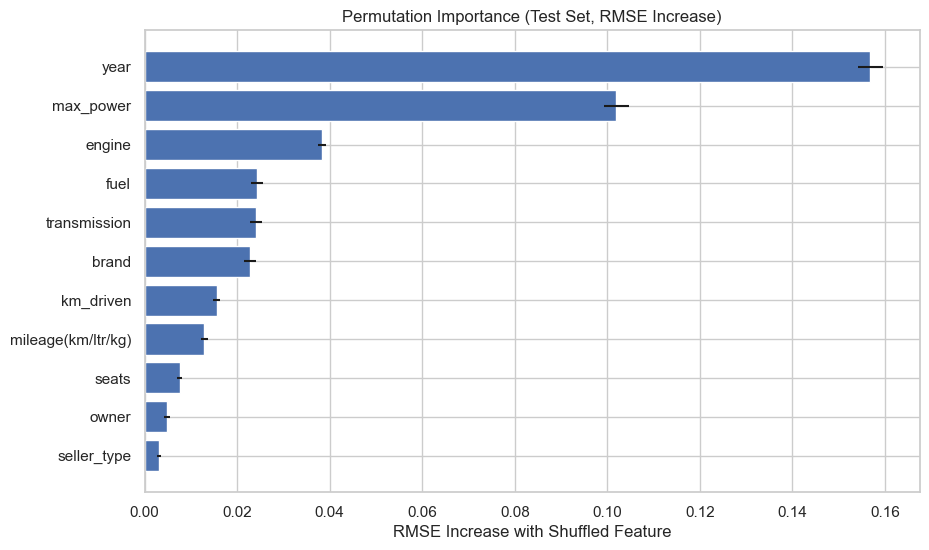 Permutation Importance (Test Set, RMSE Increase)
year
max_power
engine
fuel
transmission
brand
km_driven
mileage(km/ltr/kg)
seats
owner
seller_type
0.00 0.02 0.04 0.06 0.08 0.10 0.12 0.14 0.16
RMSE Increase with Shuffled Feature